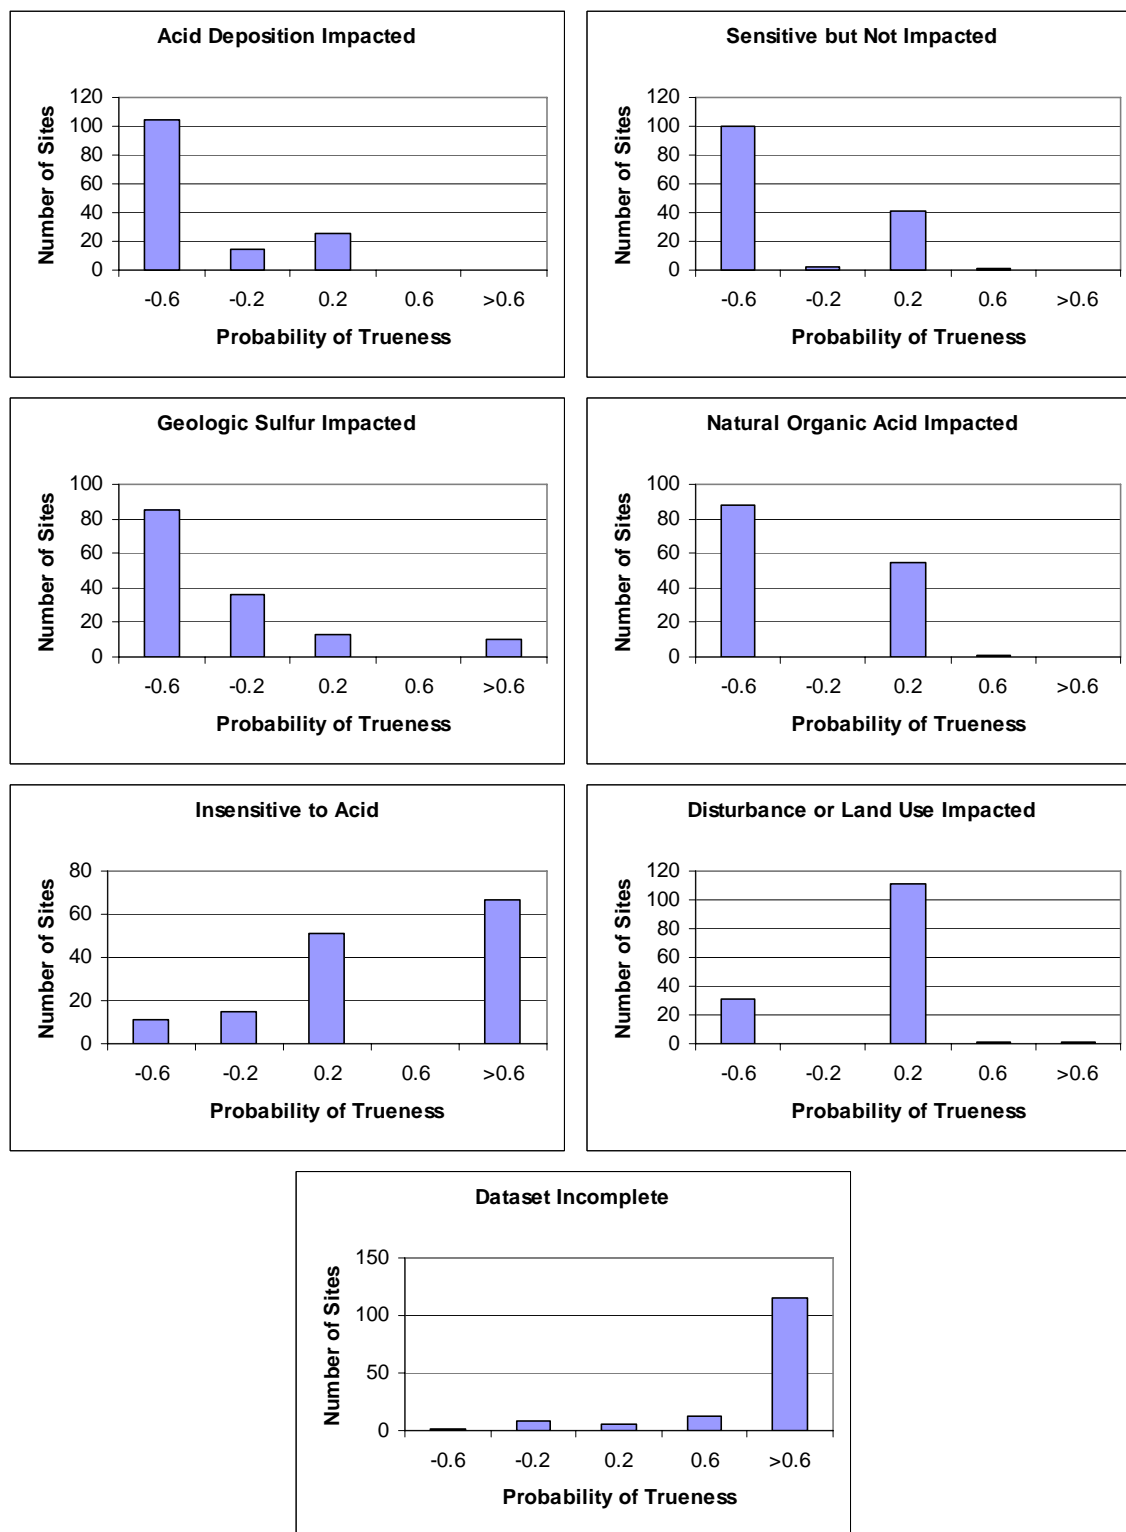 Acid Deposition Impacted
Number of Sites
120
100
80
60
40
20
0
-0.6 -0.2 0.2 0.6 >0.6
Probability of Trueness
Sensitive but Not Impacted
Number of Sites
120
100
80
60
40
20
0
-0.6 -0.2 0.2 0.6 >0.6
Probability of Trueness
Geologic Sulfur Impacted
Number of Sites
100
80
60
40
20
0
-0.6 -0.2 0.2 0.6 >0.6
Probability of Trueness
Natural Organic Acid Impacted
Number of Sites
100
80
60
40
20
0
-0.6 -0.2 0.2 0.6 >0.6
Probability of Trueness
Insensitive to Acid
Number of Sites
80
60
40
20
0
-0.6 -0.2 0.2 0.6 >0.6
Probability of Trueness
Disturbance or Land Use Impacted
Number of Sites
120
100
80
60
40
20
0
-0.6 -0.2 0.2 0.6 >0.6
Probability of Trueness
Dataset Incomplete
Number of Sites
150
100
50
0
-0.6 -0.2 0.2 0.6 >0.6
Probability of Trueness